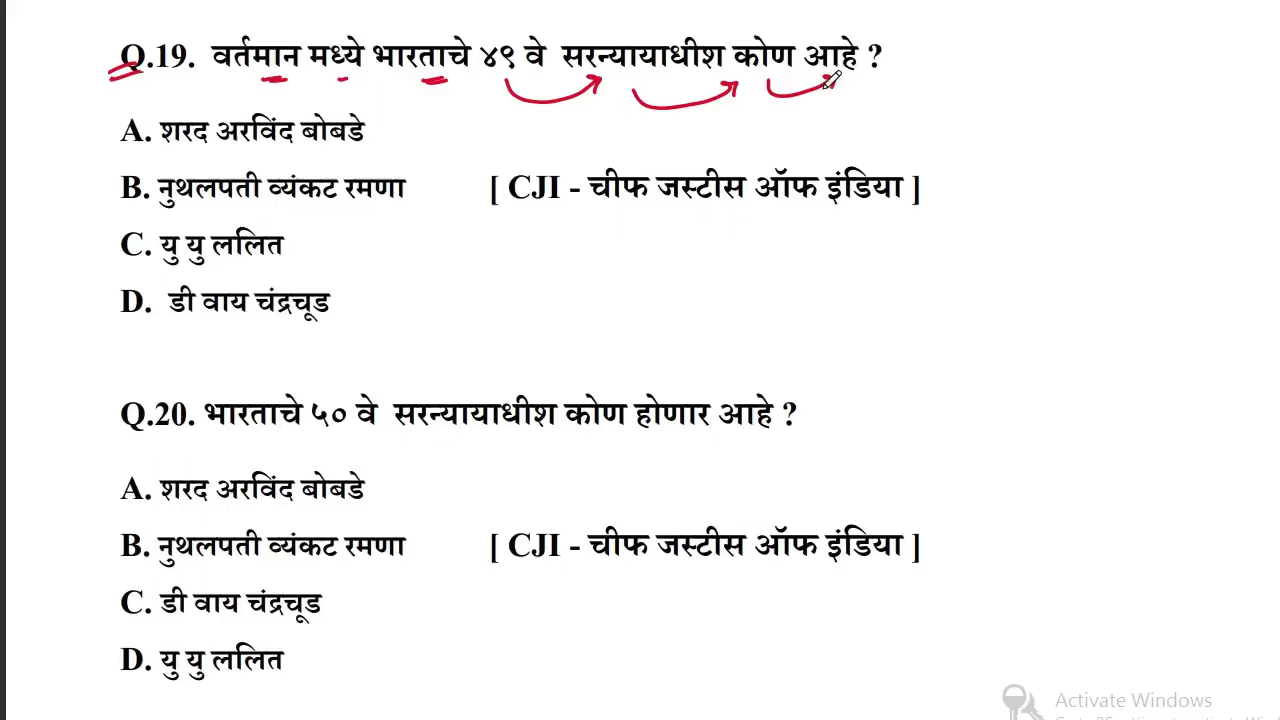 Q.19. वर्तमान मध्ये भारताचे ४९ वे सरन्यायाधीश कोण आहे ?
A. शरद अरविंद बोबडे
B. नुथलपती व्यंकट रमणा [ CJI - चीफ जस्टीस ऑफ इंडिया ]
C. यु यु ललित
D. डी वाय चंद्रचूड
Q.20. भारताचे ५० वे सरन्यायाधीश कोण होणार आहे ?
A. शरद अरविंद बोबडे
B. नुथलपती व्यंकट रमणा [ CJI - चीफ जस्टीस ऑफ इंडिया ]
C. डी वाय चंद्रचूड
D. यु यु ललित
Activate Windows